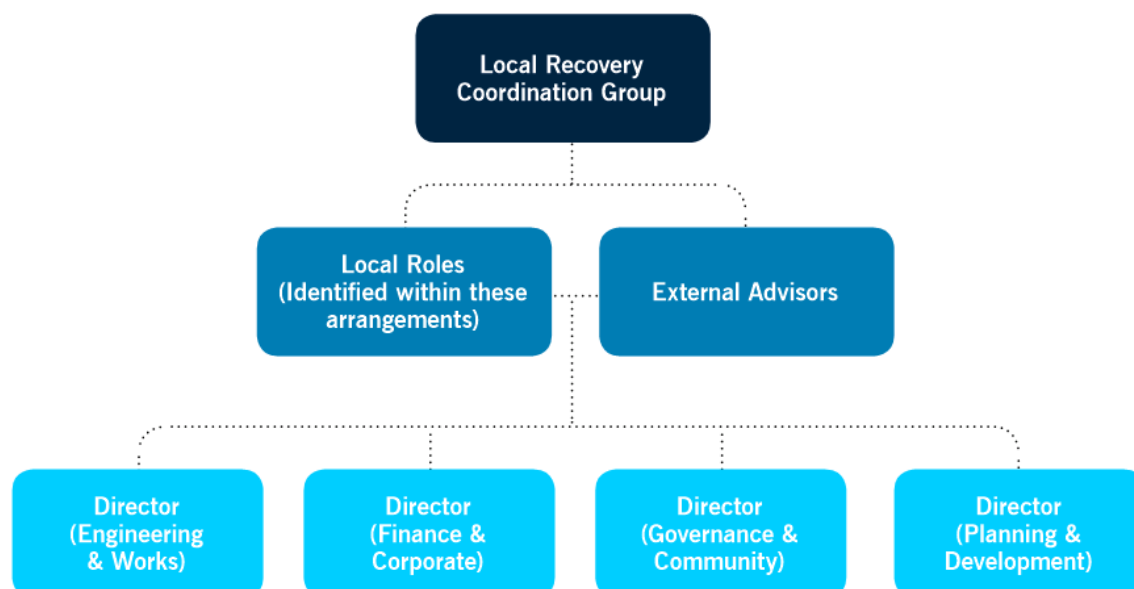 Local Recovery
Coordination Group
Local Roles
(Identified within these
arrangements)
External Advisors
Director
(Engineering
& Works)
Director
(Finance &
Corporate)
Director
(Governance &
Community)
Director
(Planning &
Development)